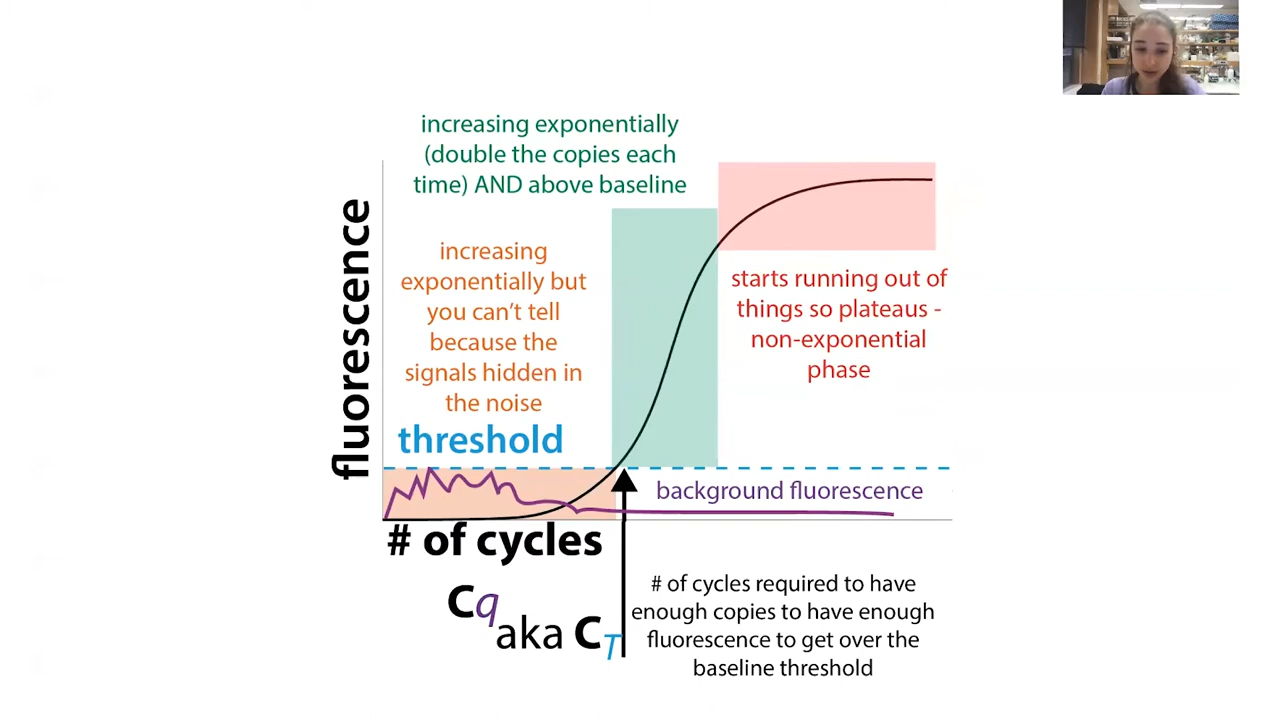 increasing exponentially
(double the copies each
time) AND above baseline
fluorescence
increasing
exponentially but
you can't tell
because the
signals hidden in
the noise
starts running out of
things so plateaus -
non-exponential
phase
threshold
background fluorescence
# of cycles
Cq
aka CT
# of cycles required to have
enough copies to have enough
fluorescence to get over the
baseline threshold